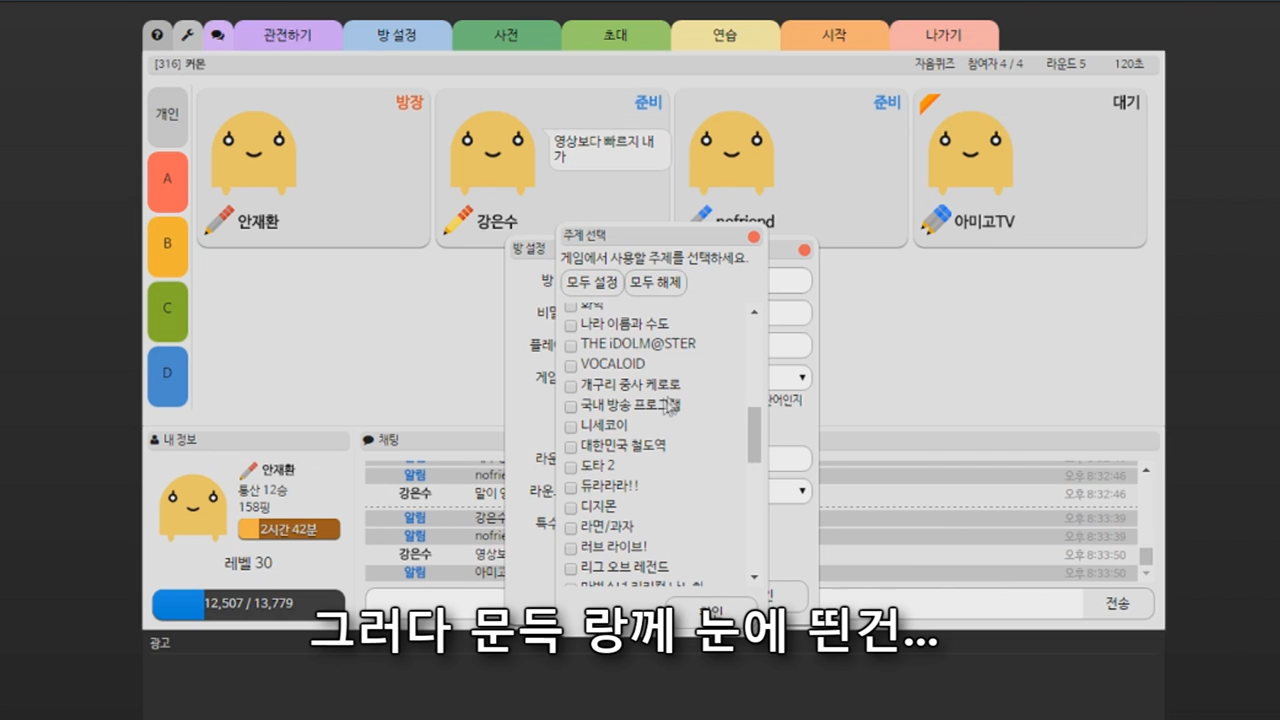 관전하기
방 설정
사전
초대
연습
시작
나가기
[316] 커몬
자음퀴즈 참여자 4 / 4 라운드 5 120초
개인
A
B
C
D
방장
안재환
준비
영상보다 빠르지 내가
강은수
준비
nofriend
대기
아미고TV
방 설정
방
플레
게임
라운
라운
특수
주제 선택
게임에서 사용할 주제를 선택하세요.
모두 설정 모두 해제
나라 이름과 수도
THE iDOLM@STER
VOCALOID
개구리 중사 케로로
국내 방송 프로그램
니세코이
대한민국 철도역
도타 2
듀라라라!!
디지몬
라면/과자
러브 라이브!
리그 오브 레전드
내 정보
안재환
통산 12승
158핑
2시간 42분
레벨 30
12,507 / 13,779
채팅
알림 nofrie 오후 8:32:46
강은수 말이 오후 8:32:46
알림 강은수 오후 8:33:39
알림 nofrie 오후 8:33:39
강은수 영상보 오후 8:33:50
알림 아미고 오후 8:33:50
전송
그러다 문득 랑께 눈에 띈건...
광고